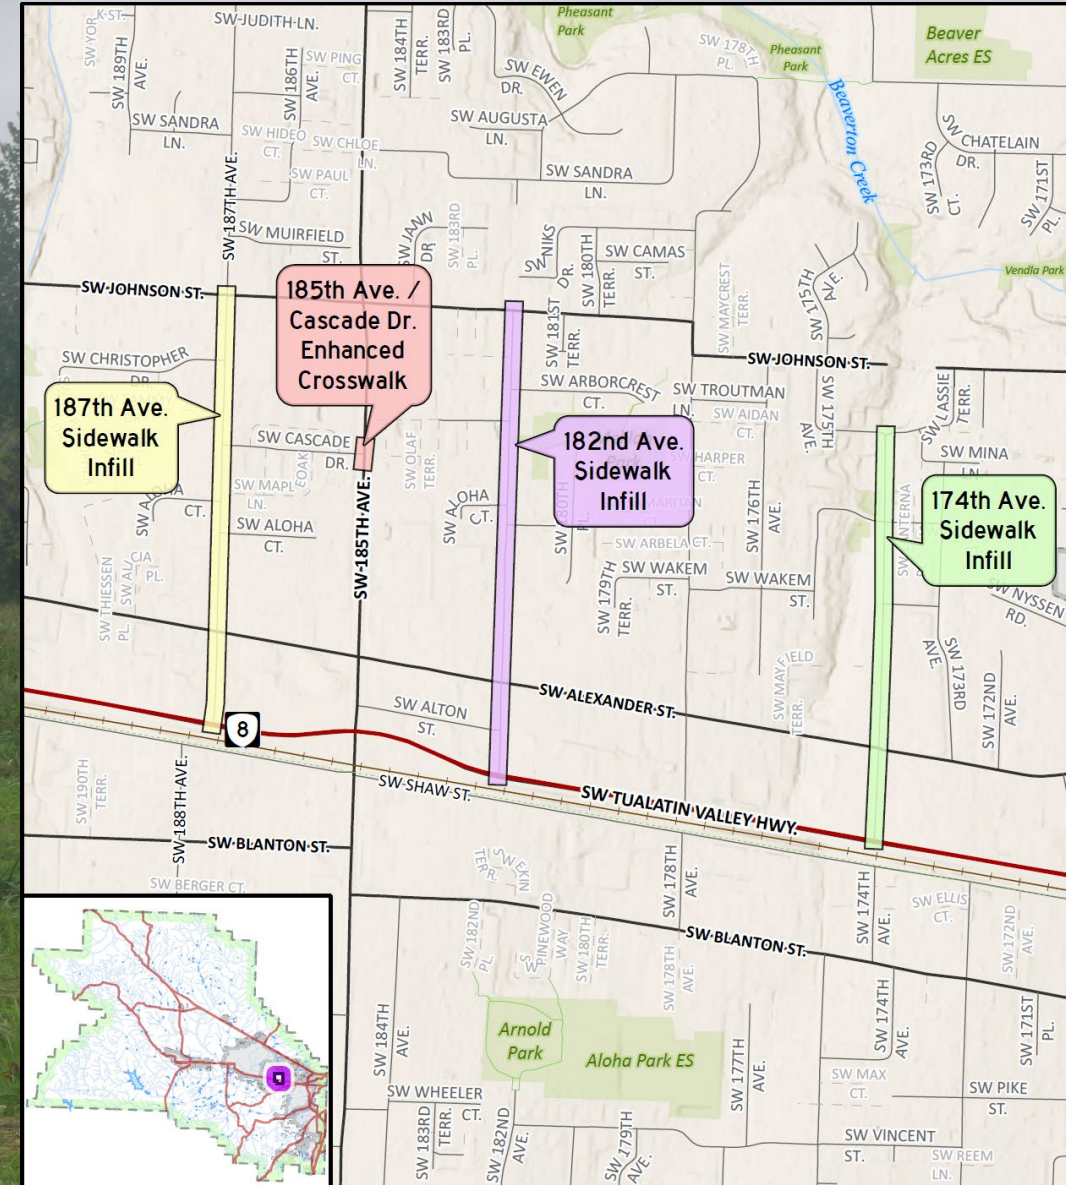 Pheasant
Park
Beaver
Acres ES
K ST.
SW JUDITH LN.
SW 189TH
AVE.
SW 186TH
AVE.
SW PING
CT.
SW 184TH
TERR.
SW 183RD
PL.
SW 178TH
PL.
Pheasant
Park
SW EWEN
DR.
Beaverton Creek
SW SANDRA
LN.
SW HIDEO
CT.
SW CHLOE
LN.
SW AUGUSTA
LN.
SW CHATELAIN
DR.
SW PAUL
CT.
SW SANDRA
LN.
SW 173RD
CT.
SW 171ST
PL.
SW 187TH AVE.
SW MUIRFIELD
ST.
SW JANN
DR
SW 183RD
PL.
SW NIKS
DR.
SW 180TH
TERR.
SW CAMAS
ST.
SW MAYCREST
TERR.
SW 175TH
AVE.
Vendla Park
SW JOHNSON ST.
185th Ave. /
Cascade Dr.
Enhanced
Crosswalk
SW 181ST
TERR.
SW JOHNSON ST.
SW CHRISTOPHER
DR.
SW ARBORCREST
CT.
SW TROUTMAN
LN.
SW AIDAN
CT.
SW 175TH
AVE.
SW LASSIE
TERR.
187th Ave.
Sidewalk
Infill
SW CASCADE
DR.
SW OLAF
TERR.
182nd Ave.
Sidewalk
Infill
HARPER
CT.
SW MINA
LN.
SW MAPL
LN.
SW ALOHA
CT.
SW ALOHA
CT.
SW ALOHA
CT.
SW 176TH
AVE.
174th Ave.
Sidewalk
Infill
SW 185TH AVE.
SW ARBELA CT.
SW THIESSEN
PL.
PL.
SW 179TH
TERR.
SW WAKEM
ST.
SW WAKEM
ST.
SW NYSSEN
RD.
SW 173RD
AVE.
SW 172ND
AVE.
SW MAYFIELD
TERR.
SW ALEXANDER ST.
SW ALTON
ST.
8
SW 190TH
TERR.
SW 188TH AVE.
SW SHAW ST.
SW TUALATIN VALLEY HWY.
SW BLANTON ST.
SW BERGER CT.
SW EKIN
TERR.
SW 178TH
AVE.
SW 174TH
AVE.
SW ELLIS
CT.
SW 172ND
AVE.
SW 182ND
PL.
SW PINEWOOD
WAY
SW 180TH
TERR.
SW 178TH
AVE.
SW BLANTON ST.
SW 184TH
AVE.
Arnold
Park
Aloha Park ES
SW 177TH
AVE.
SW 174TH
AVE.
SW 171ST
PL.
SW WHEELER
CT.
SW MAX
CT.
SW PIKE
ST.
SW 183RD
TERR.
SW 182ND
AVE.
SW 179TH
AVE.
SW VINCENT
ST.
SW REEM
LN.